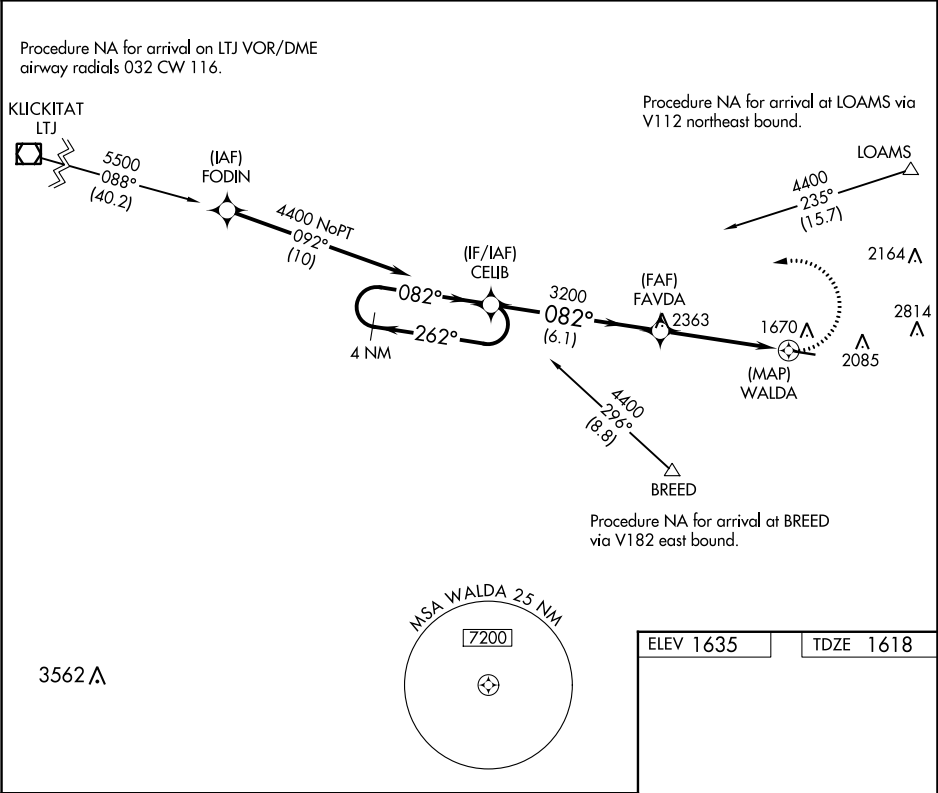 Procedure NA for arrival on LTJ VOR/DME
airway radials 032 CW 116.
KLICKITAT
LTJ
5500
088°
(40.2)
(IAF)
FODIN
4400 NoPT
092°
(10)
Procedure NA for arrival at LOAMS via
V112 northeast bound.
LOAMS
4400
235°
(15.7)
(IF/IAF)
CELIB
082°
262°
4 NM
3200
082°
(6.1)
(FAF)
FAVDA
2363
2164
2814
1670
2085
(MAP)
WALDA
4400
296°
(8.8)
BREED
Procedure NA for arrival at BREED
via V182 east bound.
MSA WALDA 25 NM
7200
3562
ELEV 1635
TDZE 1618